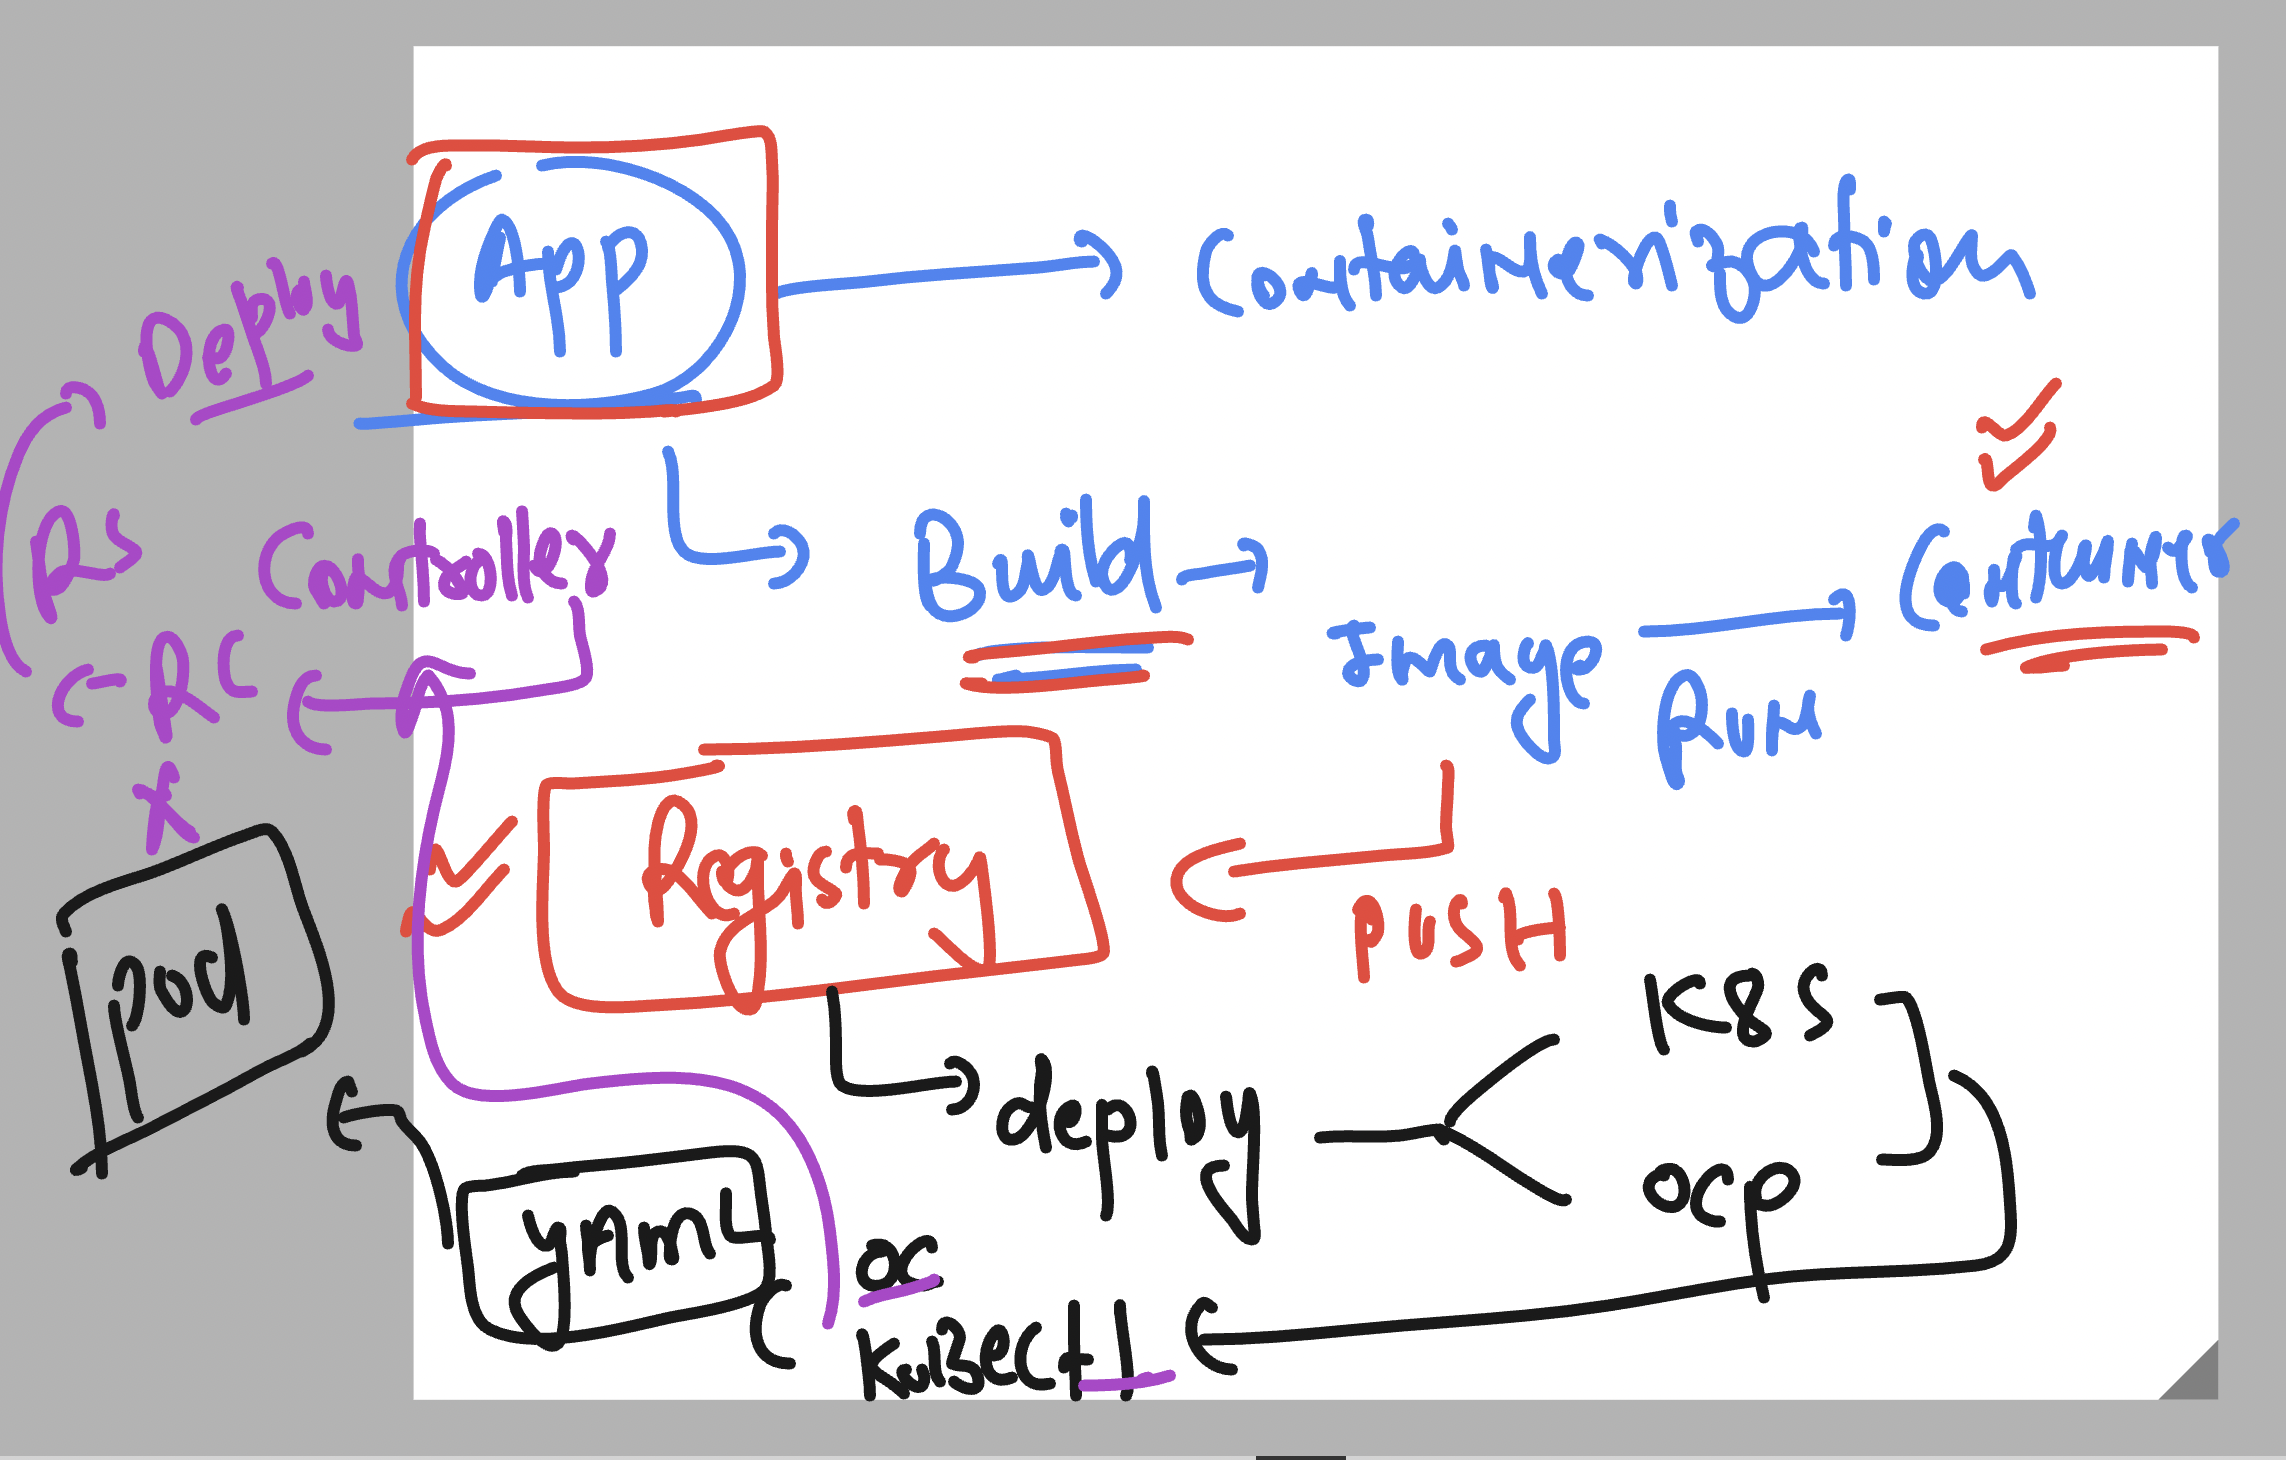 App
Containerization
Deploy
Build
Image
Run
Container
RS
Controller
RC
Registry
PUSH
pod
deploy
K8S
OCP
yaml
oc
kubectl